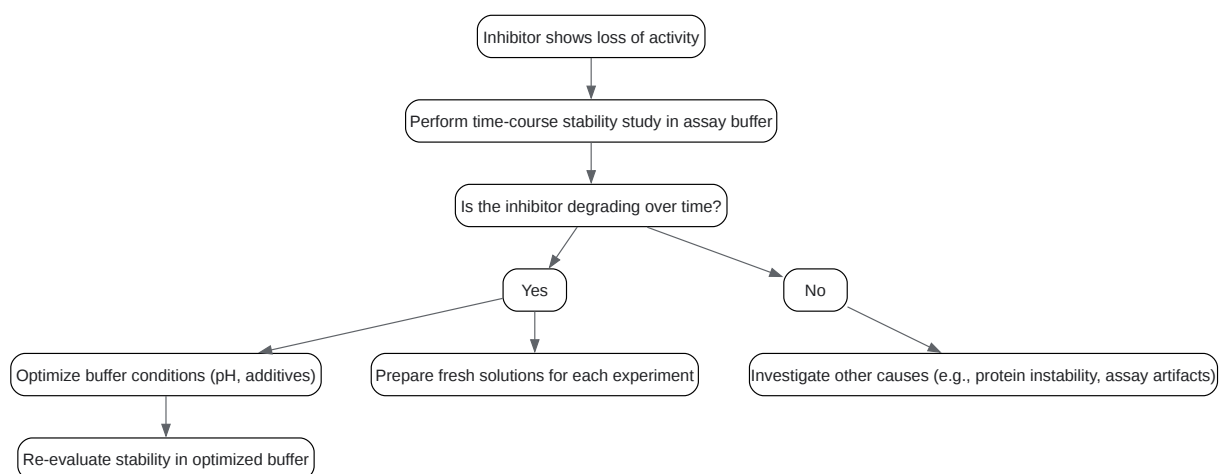 Inhibitor shows loss of activity
Perform time-course stability study in assay buffer
Is the inhibitor degrading over time?
Yes
No
Optimize buffer conditions (pH, additives)
Prepare fresh solutions for each experiment
Investigate other causes (e.g., protein instability, assay artifacts)
Re-evaluate stability in optimized buffer